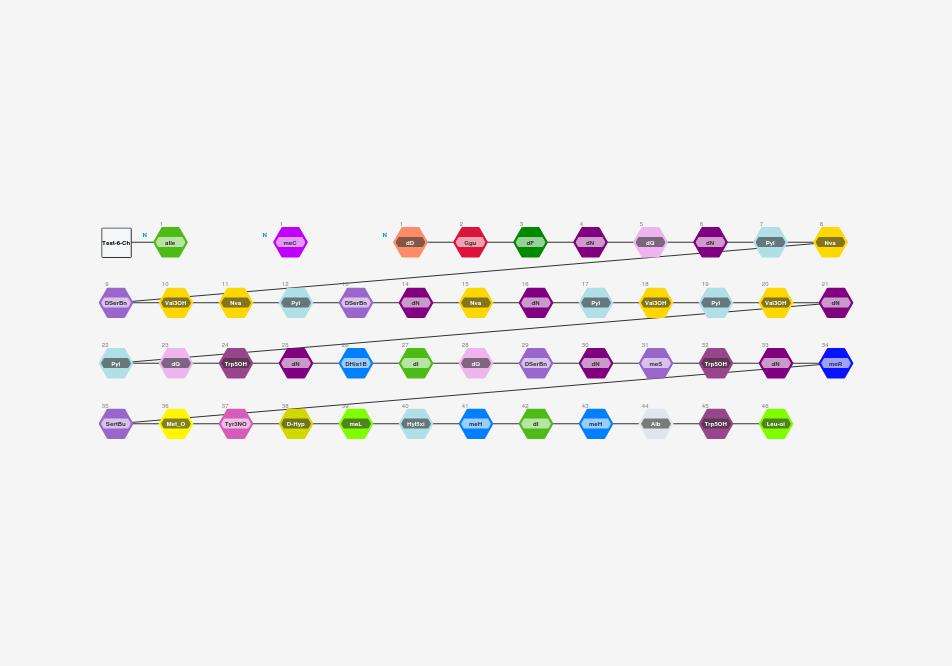 1 1 1 2 3 4 5 6 7 8
N N N
Test-6-Ch aIle meC dD Ggu dF dN dQ dN Pyl Nva
9 10 11 12 13 14 15 16 17 18 19 20 21
DSerBn Val3OH Nva Pyl DSerBn dN Nva dN Pyl Val3OH Pyl Val3OH dN
22 23 24 25 26 27 28 29 30 31 32 33 34
Pyl dQ Trp5OH dN DHis1B dI dQ DSerBn dN meS Trp5OH dN meR
35 36 37 38 39 40 41 42 43 44 45 46
SertBu Met_O Tyr3NO D-Hyp meL Hyl5xi meH dI meH Aib Trp5OH Leu-ol